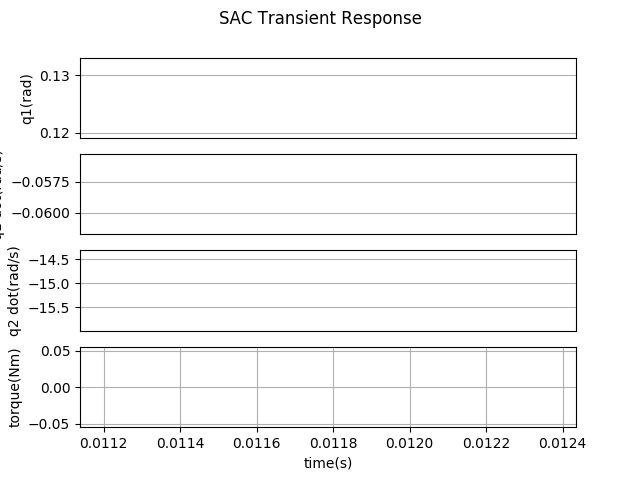 SAC Transient Response
q1(rad)
0.13
0.12
−0.0575
−0.0600
q2 dot(rad/s)
−14.5
−15.0
−15.5
torque(Nm)
0.05
0.00
−0.05
0.0112 0.0114 0.0116 0.0118 0.0120 0.0122 0.0124
time(s)